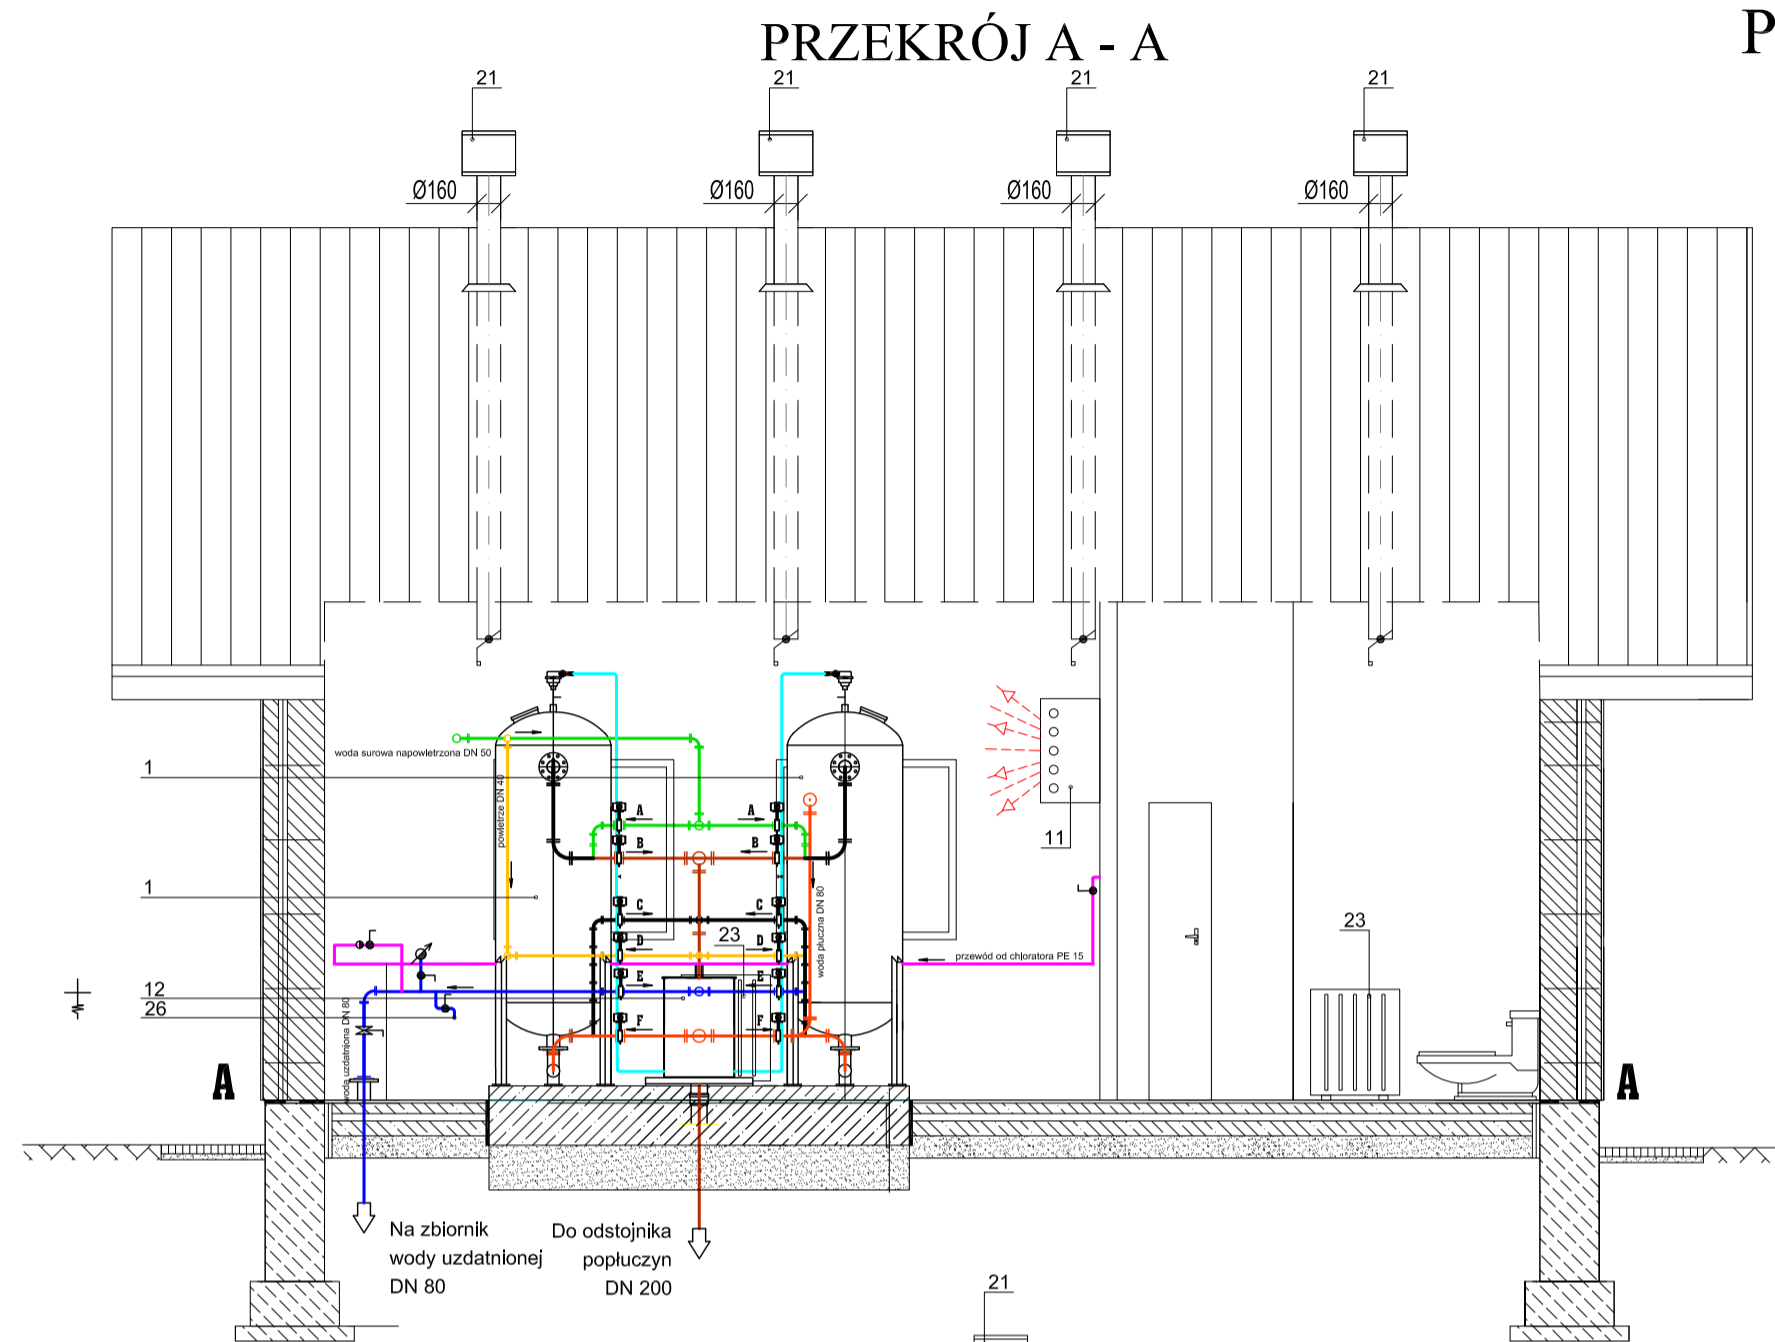 PRZEKRÓJ A - A
P
21
21
21
21
Ø160
Ø160
Ø160
Ø160
woda surowa napowietrzona DN 50
1
powietrze DN 40
A
A
B
B
11
1
C
C
woda płuczna DN 80
23
D
D
23
przewód od chloratora PE 15
12
E
E
26
woda uzdatniona DN 80
F
F
A
A
Na zbiornik
wody uzdatnionej
DN 80
Do odstojnika
popłuczyn
DN 200
21